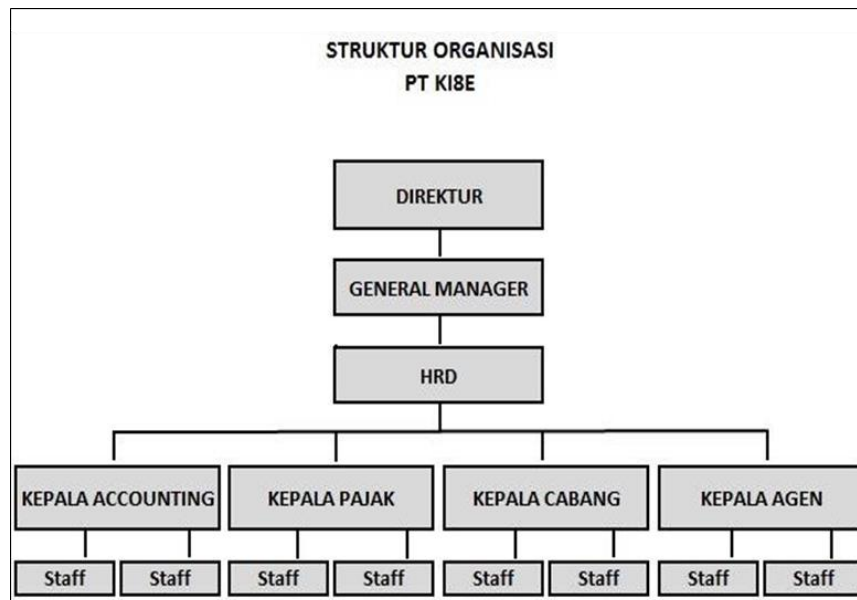 STRUKTUR ORGANISASI
PT KI8E
DIREKTUR
GENERAL MANAGER
HRD
KEPALA ACCOUNTING
KEPALA PAJAK
KEPALA CABANG
KEPALA AGEN
Staff
Staff
Staff
Staff
Staff
Staff
Staff
Staff